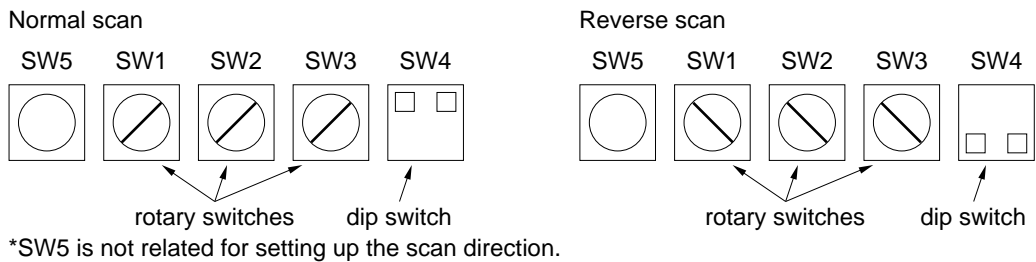 Normal scan
SW5 SW1 SW2 SW3 SW4
rotary switches dip switch
Reverse scan
SW5 SW1 SW2 SW3 SW4
rotary switches dip switch
*SW5 is not related for setting up the scan direction.